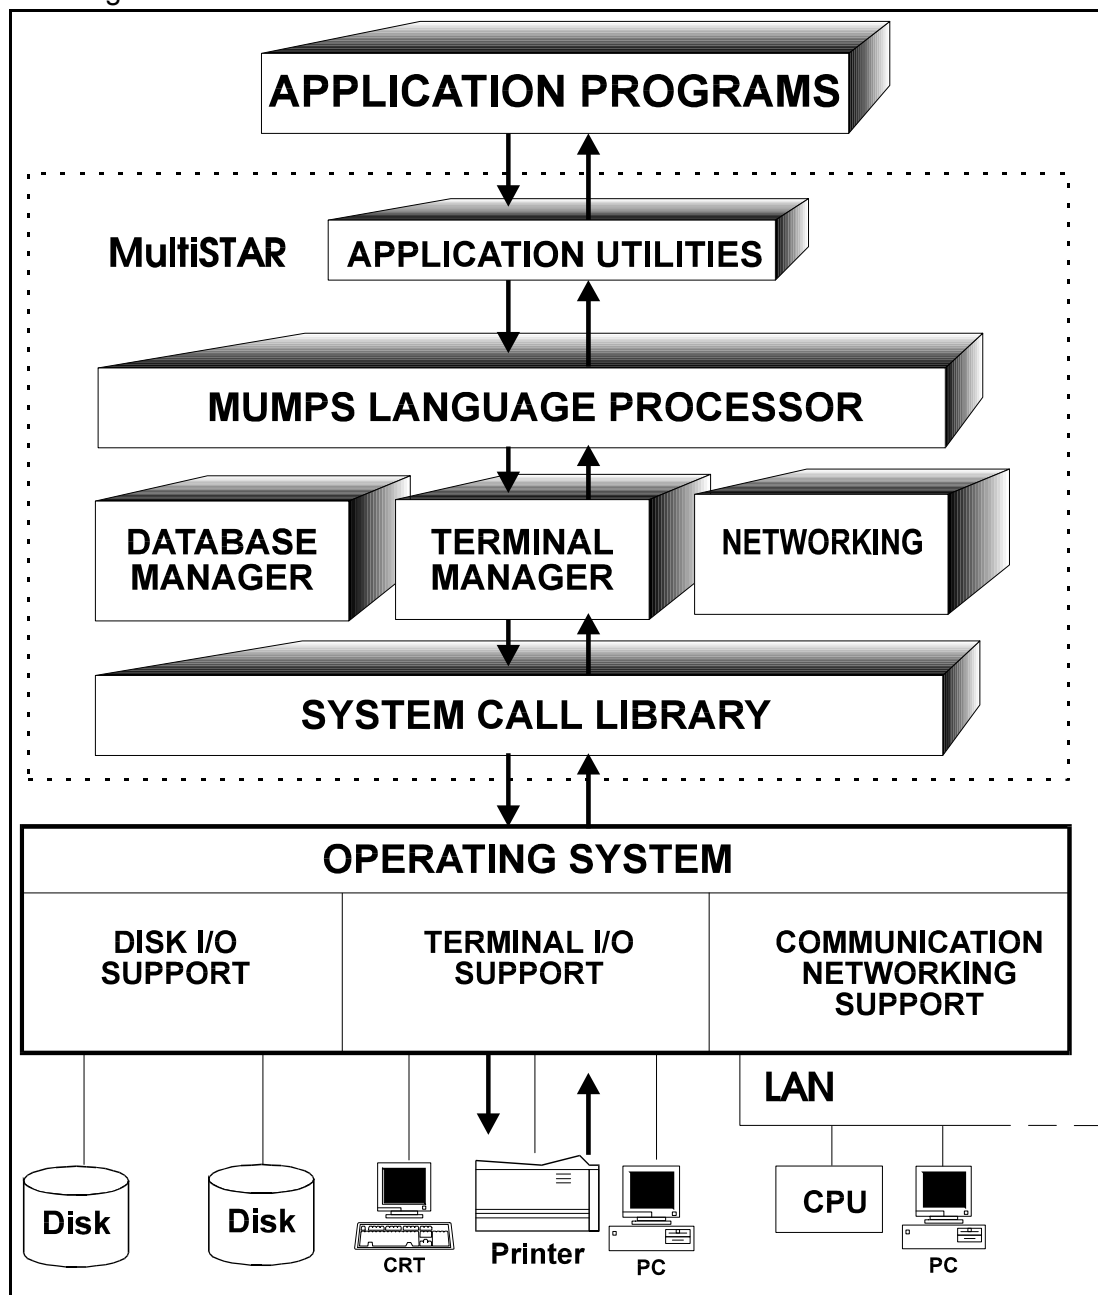 APPLICATION PROGRAMS
MultiSTAR
APPLICATION UTILITIES
MUMPS LANGUAGE PROCESSOR
DATABASE
MANAGER
TERMINAL
MANAGER
NETWORKING
SYSTEM CALL LIBRARY
OPERATING SYSTEM
DISK I/O
SUPPORT
TERMINAL I/O
SUPPORT
COMMUNICATION
NETWORKING
SUPPORT
LAN
Disk
Disk
CRT
Printer
PC
CPU
PC